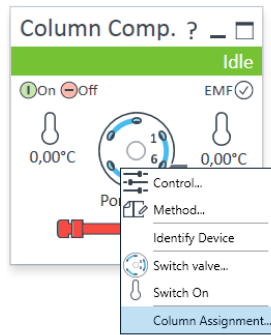 Column Comp. ?
Idle
On Off EMF
0,00°C 0,00°C
1
6
Po
Control...
Method...
Identify Device
Switch valve...
Switch On
Column Assignment...